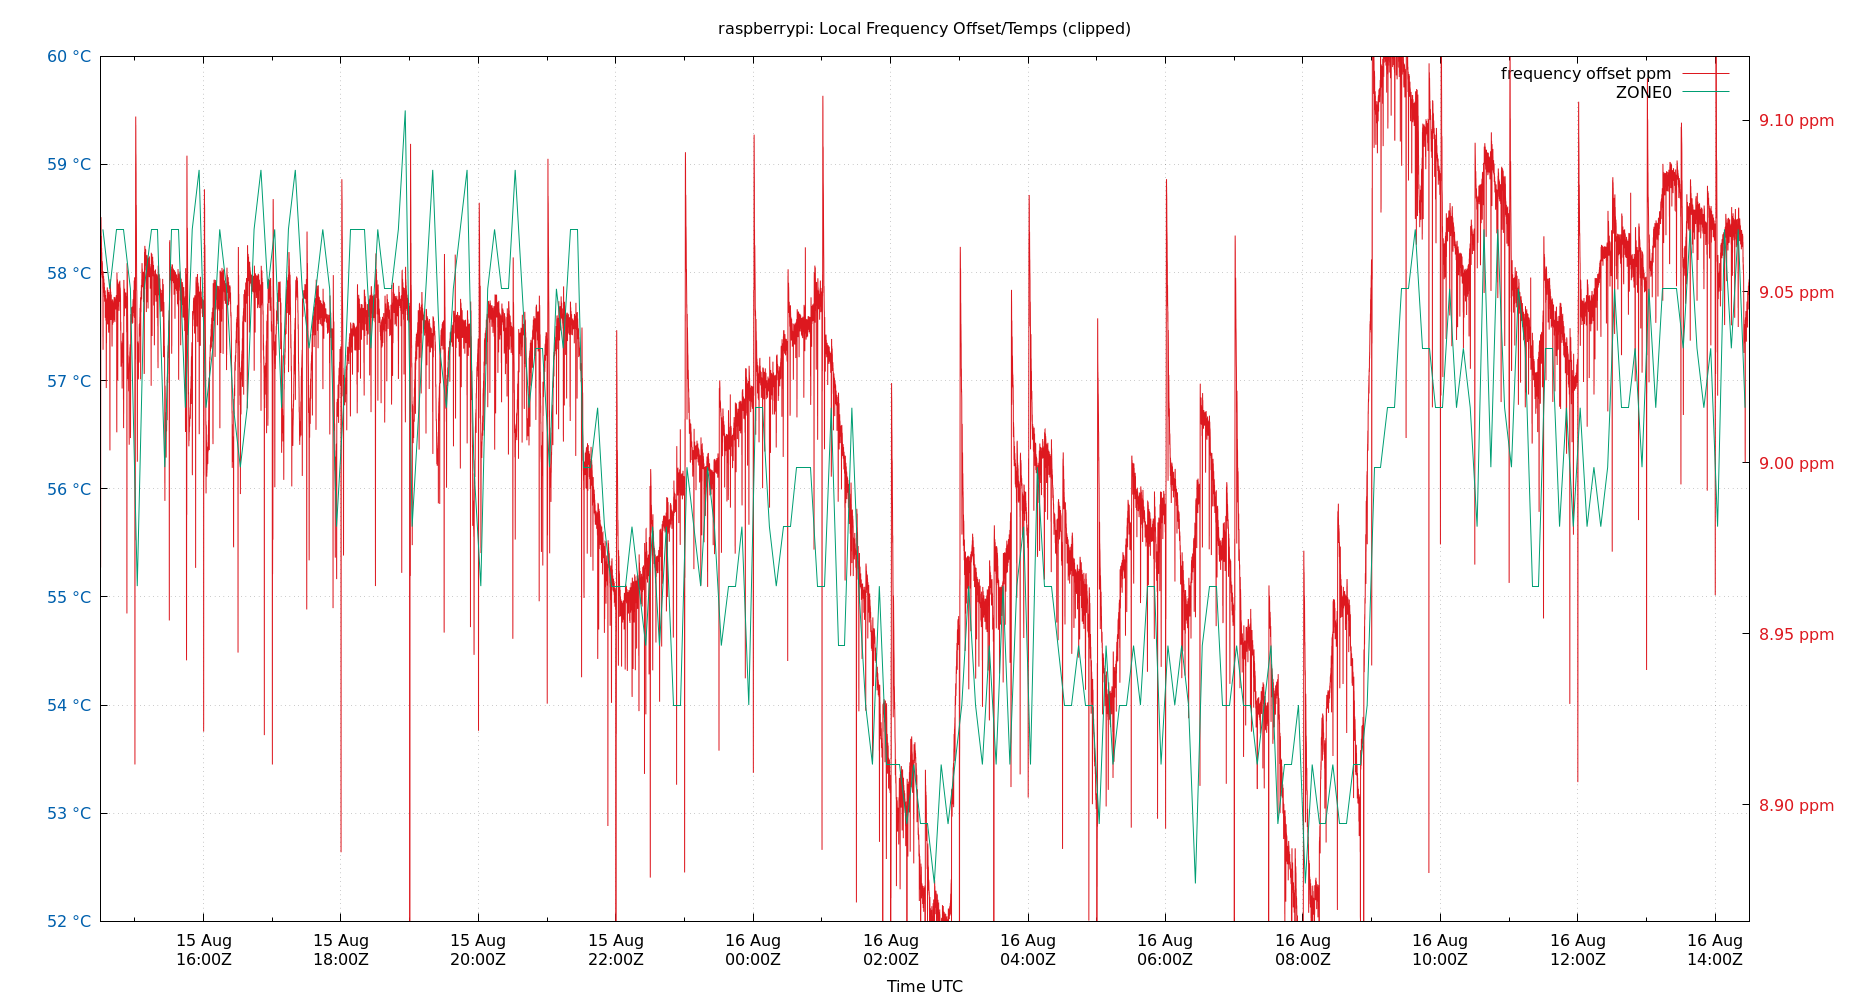 raspberrypi: Local Frequency Offset/Temps (clipped)
60 °C
59 °C
58 °C
57 °C
56 °C
55 °C
54 °C
53 °C
52 °C
frequency offset ppm
ZONE0
9.10 ppm
9.05 ppm
9.00 ppm
8.95 ppm
8.90 ppm
15 Aug 15 Aug 15 Aug 15 Aug 16 Aug 16 Aug 16 Aug 16 Aug 16 Aug 16 Aug 16 Aug 16 Aug
16:00Z 18:00Z 20:00Z 22:00Z 00:00Z 02:00Z 04:00Z 06:00Z 08:00Z 10:00Z 12:00Z 14:00Z
Time UTC